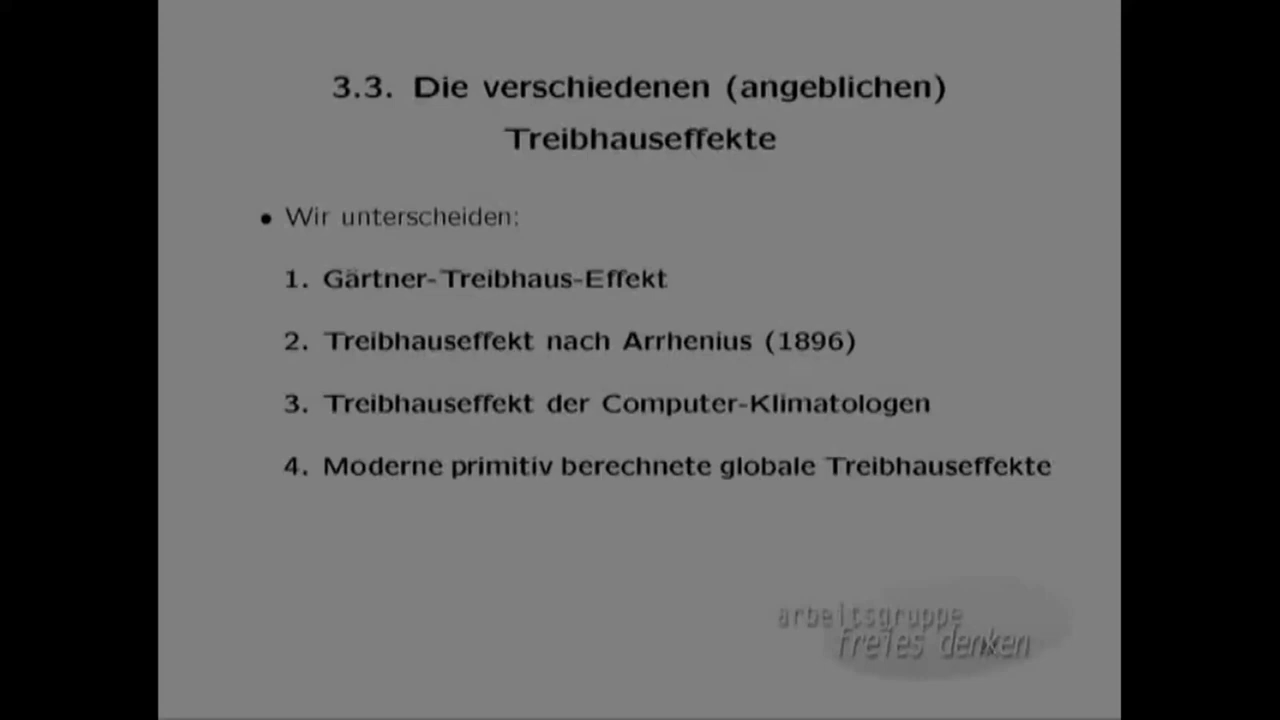 3.3. Die verschiedenen (angeblichen)
Treibhauseffekte
• Wir unterscheiden:
1. Gärtner-Treibhaus-Effekt
2. Treibhauseffekt nach Arrhenius (1896)
3. Treibhauseffekt der Computer-Klimatologen
4. Moderne primitiv berechnete globale Treibhauseffekte
arbeitsgruppe
freies denken